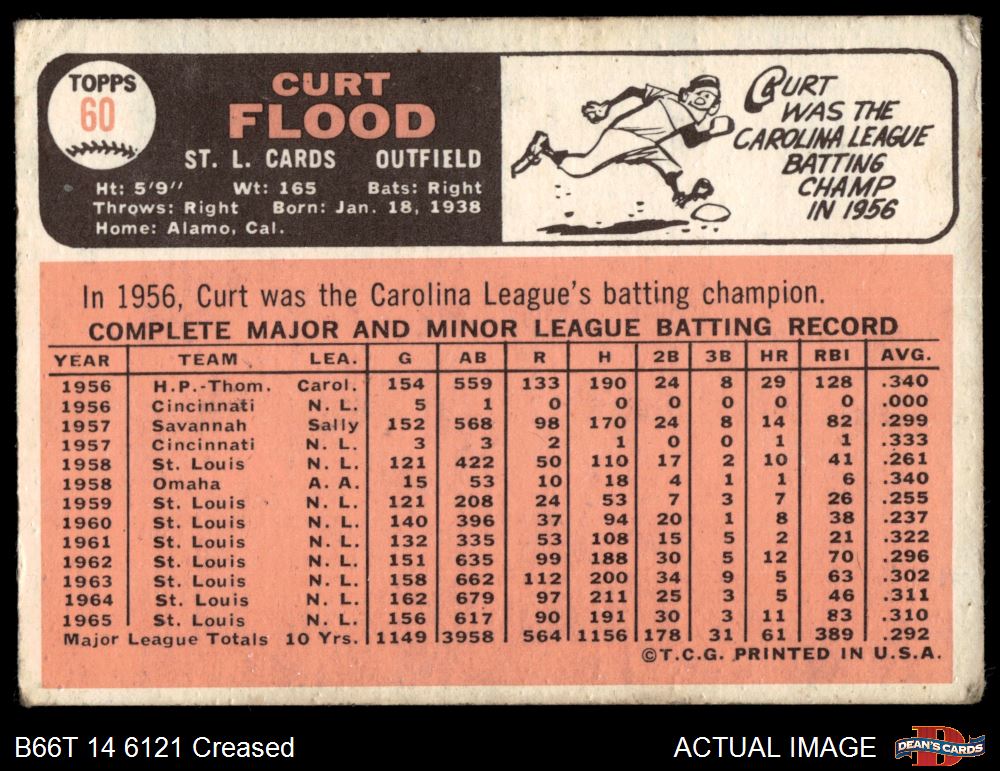 TOPPS
60
CURT
FLOOD
ST. L. CARDS OUTFIELD
Ht: 5'9" Wt: 165 Bats: Right
Throws: Right Born: Jan. 18, 1938
Home: Alamo, Cal.
CURT
WAS THE
CAROLINA LEAGUE
BATTING
CHAMP
IN 1956
In 1956, Curt was the Carolina League's batting champion.
COMPLETE MAJOR AND MINOR LEAGUE BATTING RECORD
YEAR TEAM LEA. G AB R H 2B 3B HR RBI AVG.
1956 H.P.-Thom. Carol. 154 559 133 190 24 8 29 128 .340
1956 Cincinnati N. L. 5 1 0 0 0 0 0 0 .000
1957 Savannah Sally 152 568 98 170 24 8 14 82 .299
1957 Cincinnati N. L. 3 3 2 1 0 0 1 1 .333
1958 St. Louis N. L. 121 422 50 110 17 2 10 41 .261
1958 Omaha A. A. 15 53 10 18 4 1 1 6 .340
1959 St. Louis N. L. 121 208 24 53 7 3 7 26 .255
1960 St. Louis N. L. 140 396 37 94 20 1 8 38 .237
1961 St. Louis N. L. 132 335 53 108 15 5 2 21 .322
1962 St. Louis N. L. 151 635 99 188 30 5 12 70 .296
1963 St. Louis N. L. 158 662 112 200 34 9 5 63 .302
1964 St. Louis N. L. 162 679 97 211 25 3 5 46 .311
1965 St. Louis N. L. 156 617 90 191 30 3 11 83 .310
Major League Totals 10 Yrs. 1149 3958 564 1156 178 31 61 389 .292
©T.C.G. PRINTED IN U.S.A.
B66T 14 6121 Creased
ACTUAL IMAGE
D
DEAN'S CARDS